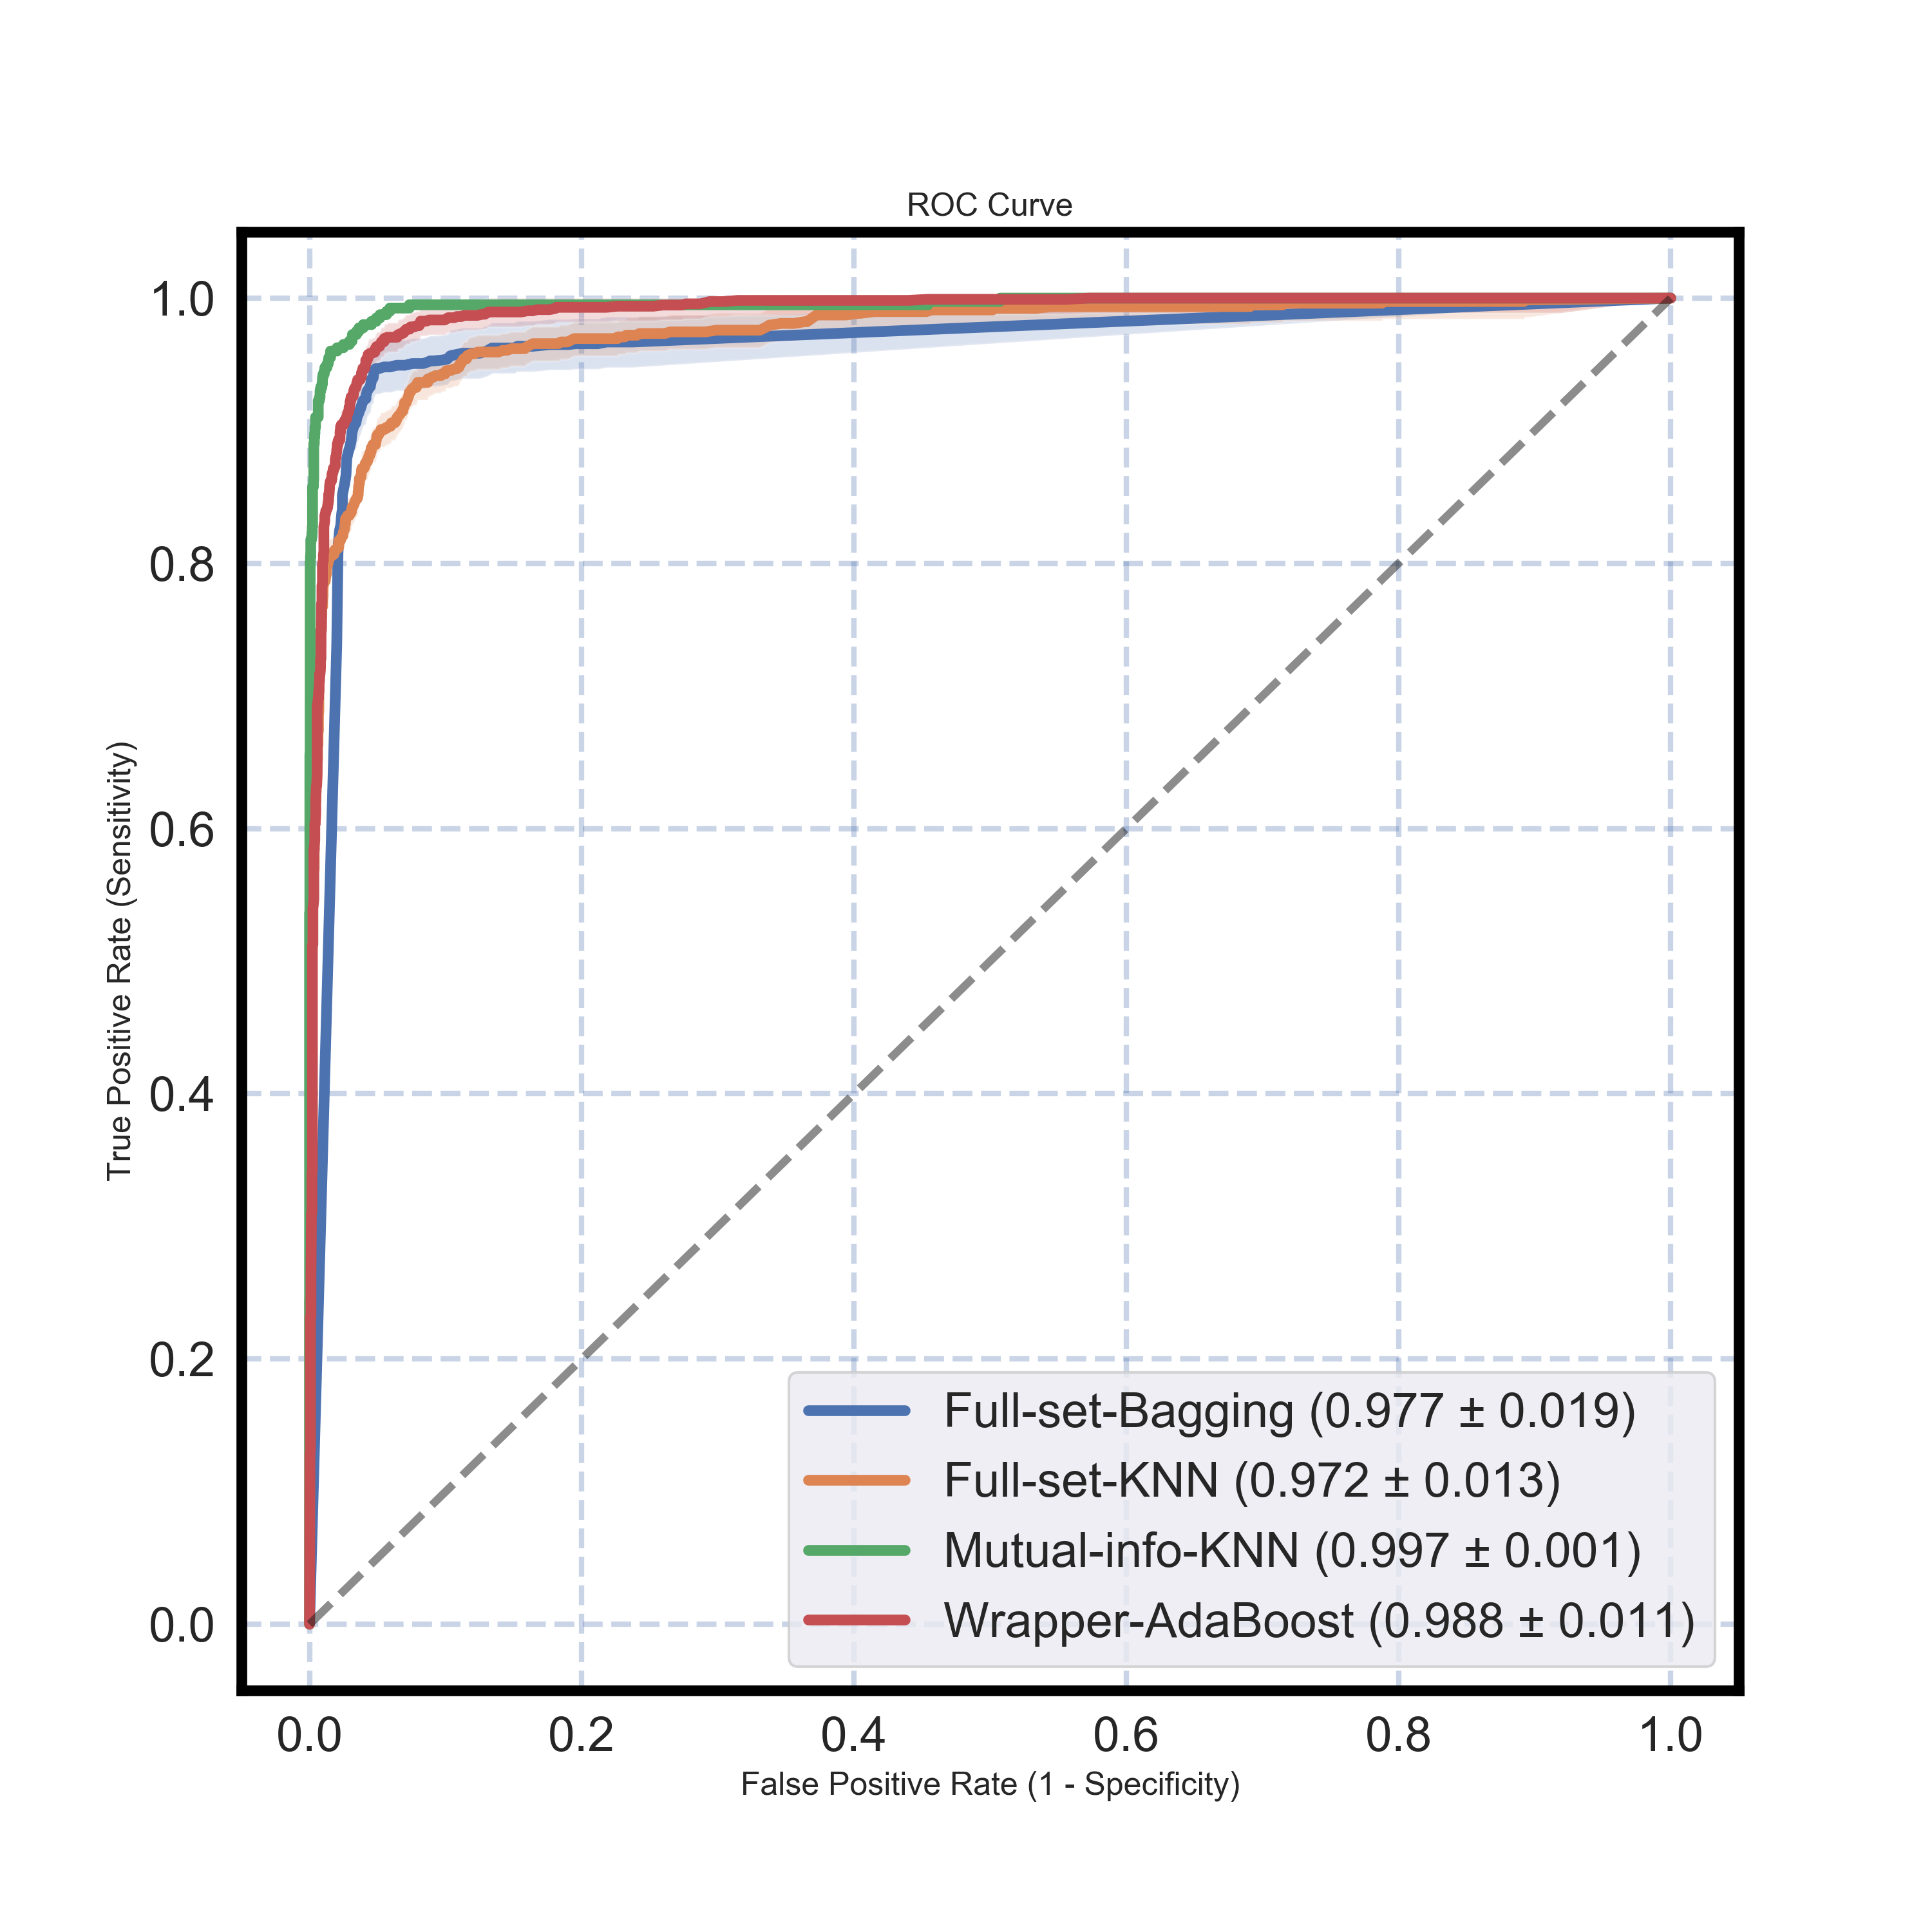 ROC Curve
True Positive Rate (Sensitivity)
1.0
0.8
0.6
0.4
0.2
0.0
Full-set-Bagging (0.977 ± 0.019)
Full-set-KNN (0.972 ± 0.013)
Mutual-info-KNN (0.997 ± 0.001)
Wrapper-AdaBoost (0.988 ± 0.011)
0.0 0.2 0.4 0.6 0.8 1.0
False Positive Rate (1 - Specificity)